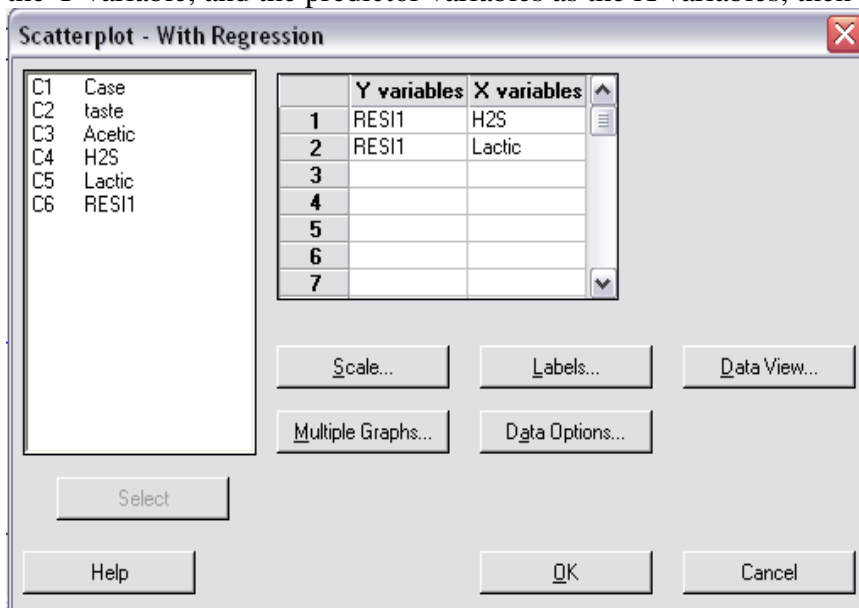 the Y variable, and the predictor variables as the X variables, then
Scatterplot - With Regression
C1 Case
C2 taste
C3 Acetic
C4 H2S
C5 Lactic
C6 RESI1
Y variables X variables
1 RESI1 H2S
2 RESI1 Lactic
3
4
5
6
7
Scale... Labels... Data View...
Multiple Graphs... Data Options...
Select
Help OK Cancel